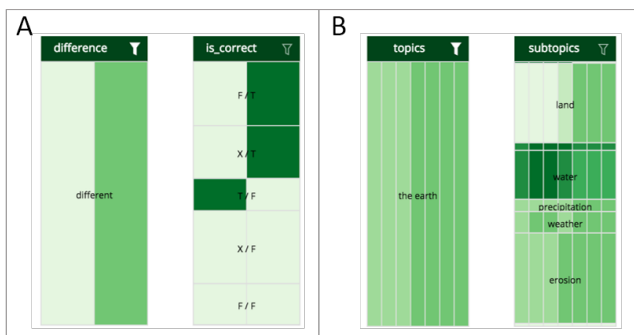 A
B
difference
is_correct
topics
subtopics
F / T
X / T
different
T / F
X / F
F / F
land
water
the earth
precipitation
weather
erosion